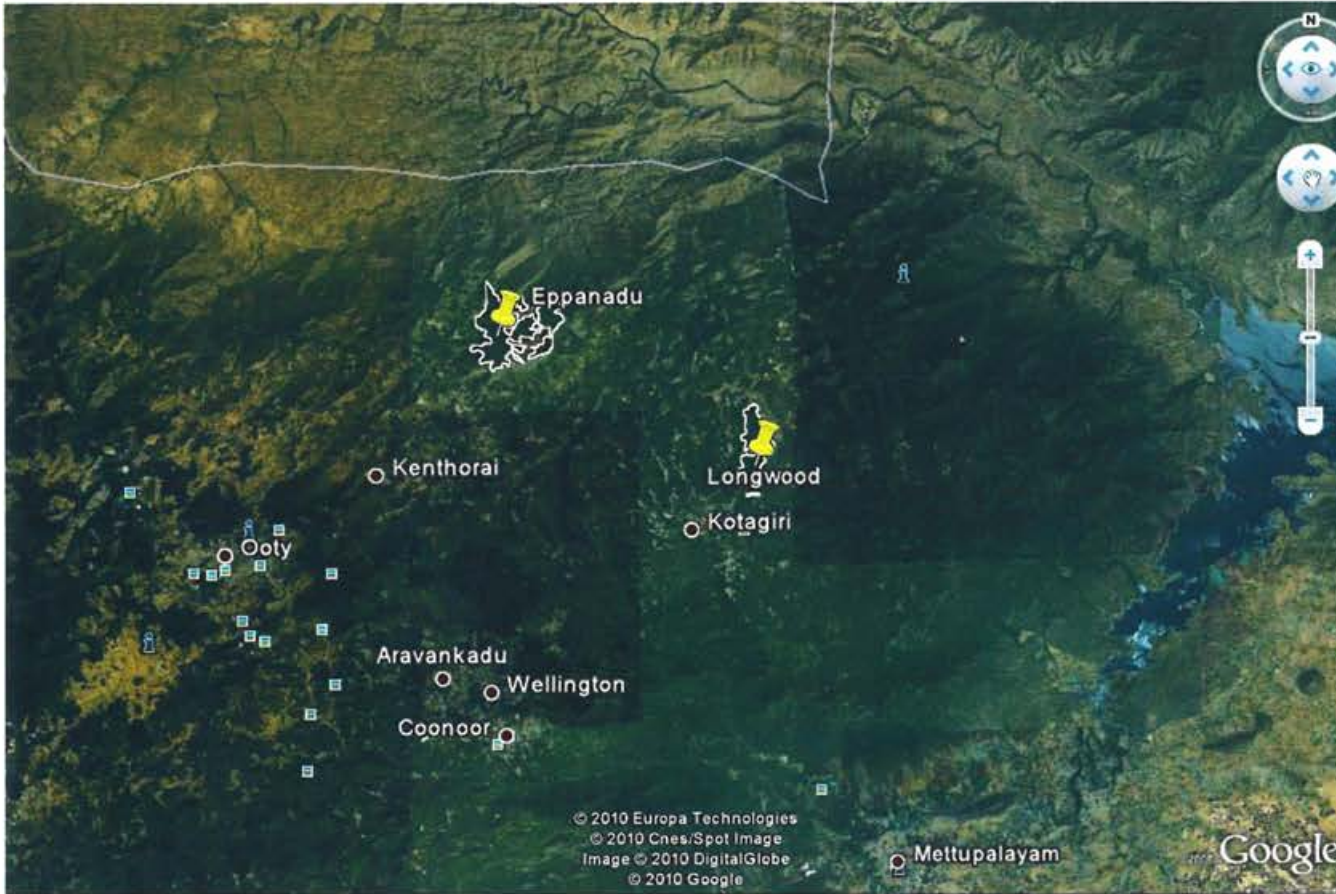 N
Eppanadu
Kenthorai
Longwood
Kotagiri
Ooty
Aravankadu
Wellington
Coonoor
© 2010 Europa Technologies
© 2010 Cnes/Spot Image
Image © 2010 DigitalGlobe
© 2010 Google
Mettupalayam
Google